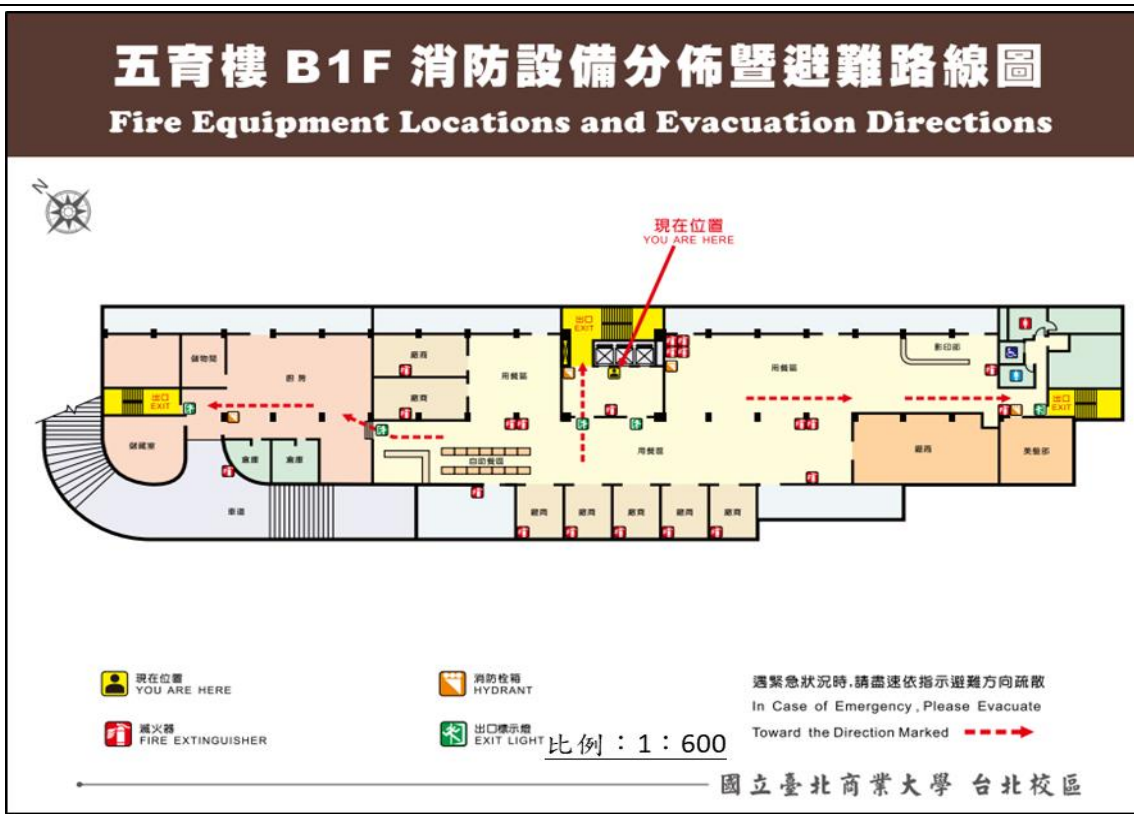 五育樓 B1F 消防設備分佈暨避難路線圖
Fire Equipment Locations and Evacuation Directions
N
現在位置
YOU ARE HERE
出口
EXIT
儲物間
廚房
廠商
用餐區
用餐區
影印部
廠商
出口
EXIT
出口
EXIT
儲藏室
倉庫
倉庫
自助餐區
用餐區
廠商
美髮部
車道
廠商
廠商
廠商
廠商
廠商
現在位置
YOU ARE HERE
消防栓箱
HYDRANT
滅火器
FIRE EXTINGUISHER
出口標示燈
EXIT LIGHT
比例：1：600
遇緊急狀況時,請盡速依指示避難方向疏散
In Case of Emergency , Please Evacuate
Toward the Direction Marked
國立臺北商業大學 台北校區